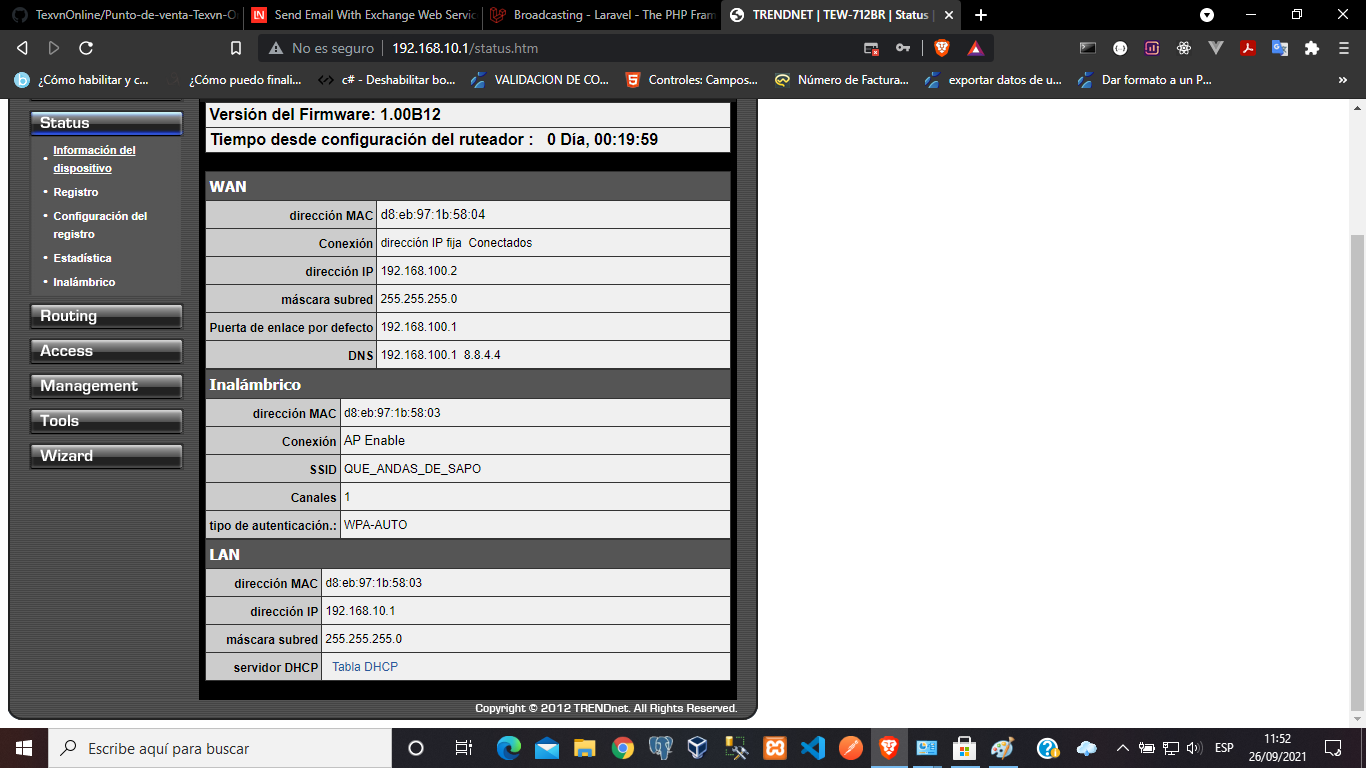 TexvnOnline/Punto-de-venta-Texvn-O
Send Email With Exchange Web Servic
Broadcasting - Laravel - The PHP Fram
TRENDNET | TEW-712BR | Status |
No es seguro 192.168.10.1/status.htm
¿Cómo habilitar y c...
¿Cómo puedo finali...
c# - Deshabilitar bo...
VALIDACION DE CO...
Controles: Campos...
Número de Factura...
exportar datos de u...
Dar formato a un P...
Status
Información del
dispositivo
Registro
Configuración del
registro
Estadística
Inalámbrico
Routing
Access
Management
Tools
Wizard
Versión del Firmware: 1.00B12
Tiempo desde configuración del ruteador : 0 Día, 00:19:59
WAN
dirección MAC d8:eb:97:1b:58:04
Conexión dirección IP fija Conectados
dirección IP 192.168.100.2
máscara subred 255.255.255.0
Puerta de enlace por defecto 192.168.100.1
DNS 192.168.100.1 8.8.4.4
Inalámbrico
dirección MAC d8:eb:97:1b:58:03
Conexión AP Enable
SSID QUE_ANDAS_DE_SAPO
Canales 1
tipo de autenticación.: WPA-AUTO
LAN
dirección MAC d8:eb:97:1b:58:03
dirección IP 192.168.10.1
máscara subred 255.255.255.0
servidor DHCP Tabla DHCP
Copyright © 2012 TRENDnet. All Rights Reserved.
Escribe aquí para buscar
ESP
11:52
26/09/2021